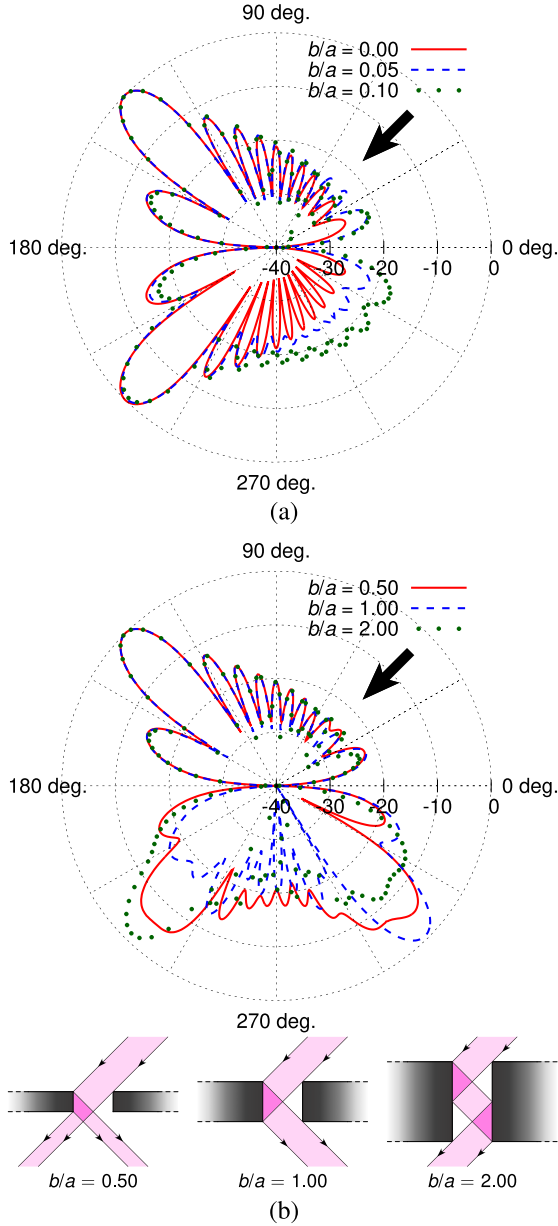 90 deg.
b/a = 0.00
b/a = 0.05
b/a = 0.10
180 deg.
0 deg.
-40 -30 -20 -10 0
270 deg.
(a)
90 deg.
b/a = 0.50
b/a = 1.00
b/a = 2.00
180 deg.
0 deg.
-40 -30 -20 -10 0
270 deg.
b/a = 0.50
b/a = 1.00
b/a = 2.00
(b)